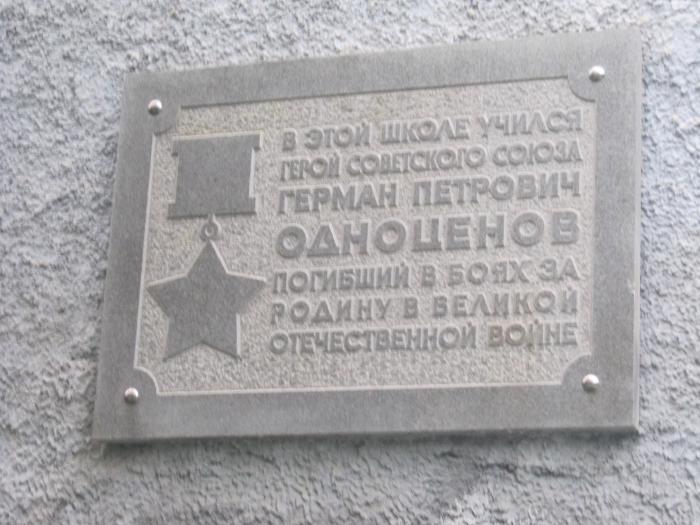 В ЭТОЙ ШКОЛЕ УЧИЛСЯ
ГЕРОЙ СОВЕТСКОГО СОЮЗА
ГЕРМАН ПЕТРОВИЧ
ОДНОЦЕНОВ
ПОГИБШИЙ В БОЯХ ЗА
РОДИНУ В ВЕЛИКОЙ
ОТЕЧЕСТВЕННОЙ ВОЙНЕ